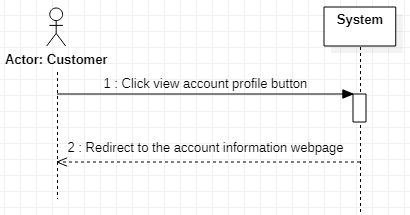 System
Actor: Customer
1 : Click view account profile button
2 : Redirect to the account information webpage